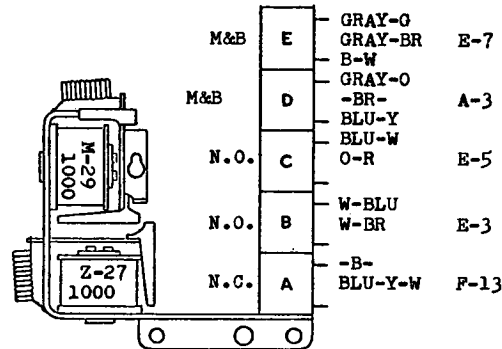 M&B E GRAY-G
GRAY-BR E-7
B-W
M&B D GRAY-O
-BR- A-3
BLU-Y
N.O. C BLU-W
O-R E-5
N.O. B W-BLU
W-BR E-3
N.C. A -B-
BLU-Y-W F-13
M-29
1000
Z-27
1000